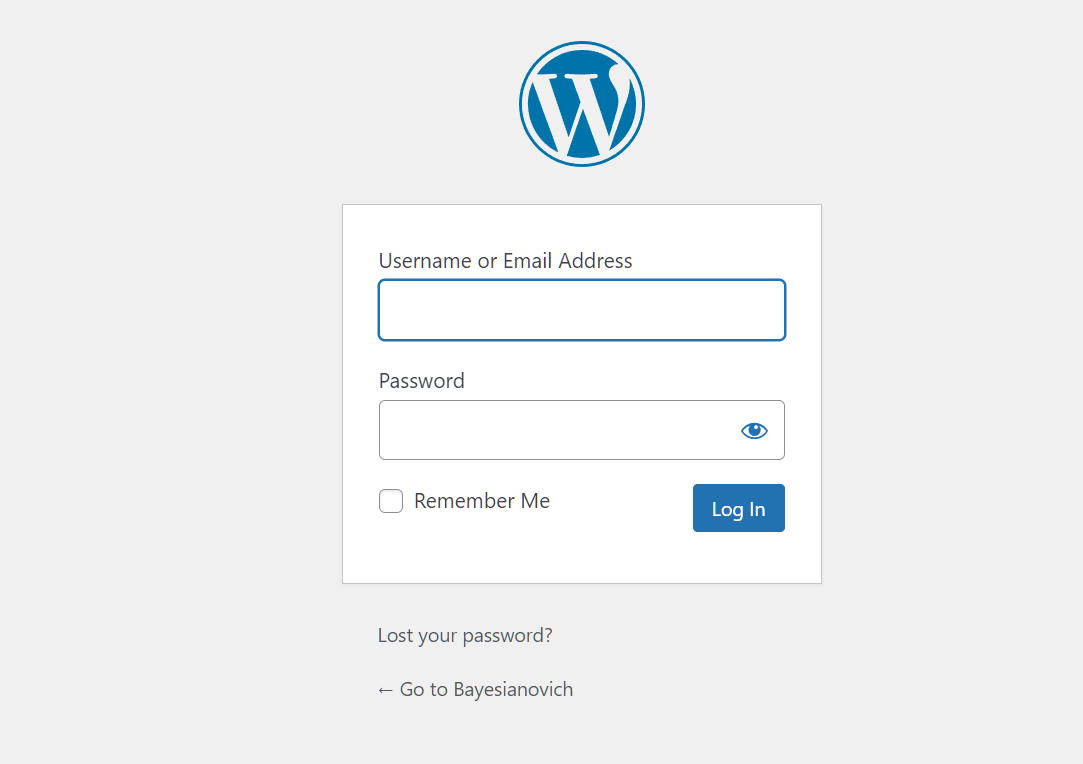 Username or Email Address
Password
Remember Me
Log In
Lost your password?
← Go to Bayesianovich